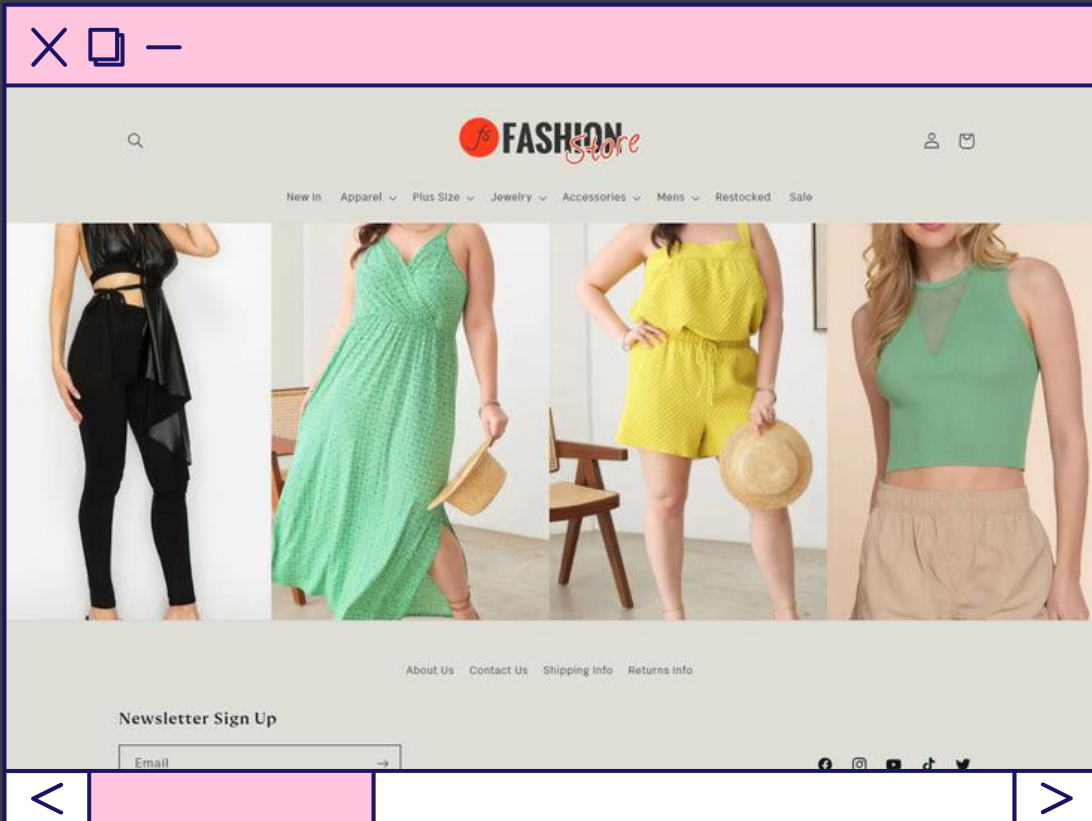 fs FASHION
Store
New In Apparel Plus Size Jewelry Accessories Mens Restocked Sale
About Us Contact Us Shipping Info Returns Info
Newsletter Sign Up
Email